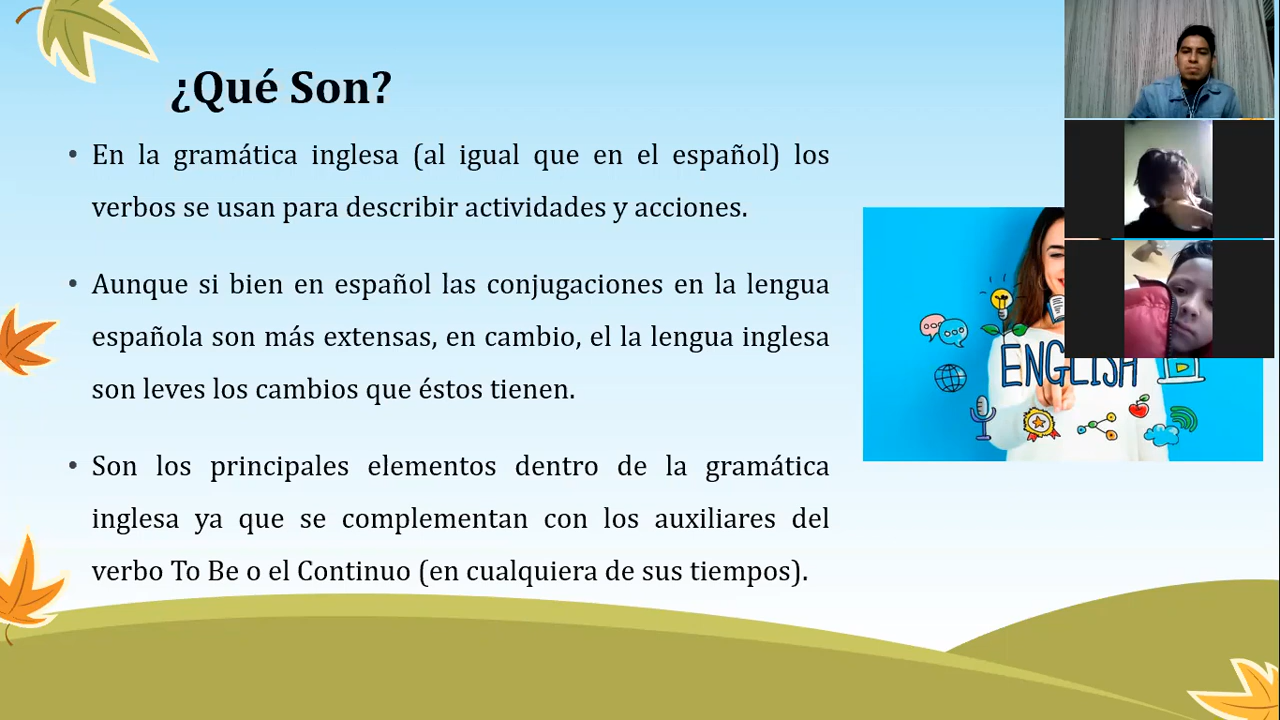 ¿Qué Son?
• En la gramática inglesa (al igual que en el español) los
verbos se usan para describir actividades y acciones.
• Aunque si bien en español las conjugaciones en la lengua
española son más extensas, en cambio, el la lengua inglesa
son leves los cambios que éstos tienen.
• Son los principales elementos dentro de la gramática
inglesa ya que se complementan con los auxiliares del
verbo To Be o el Continuo (en cualquiera de sus tiempos).
ENGLISH